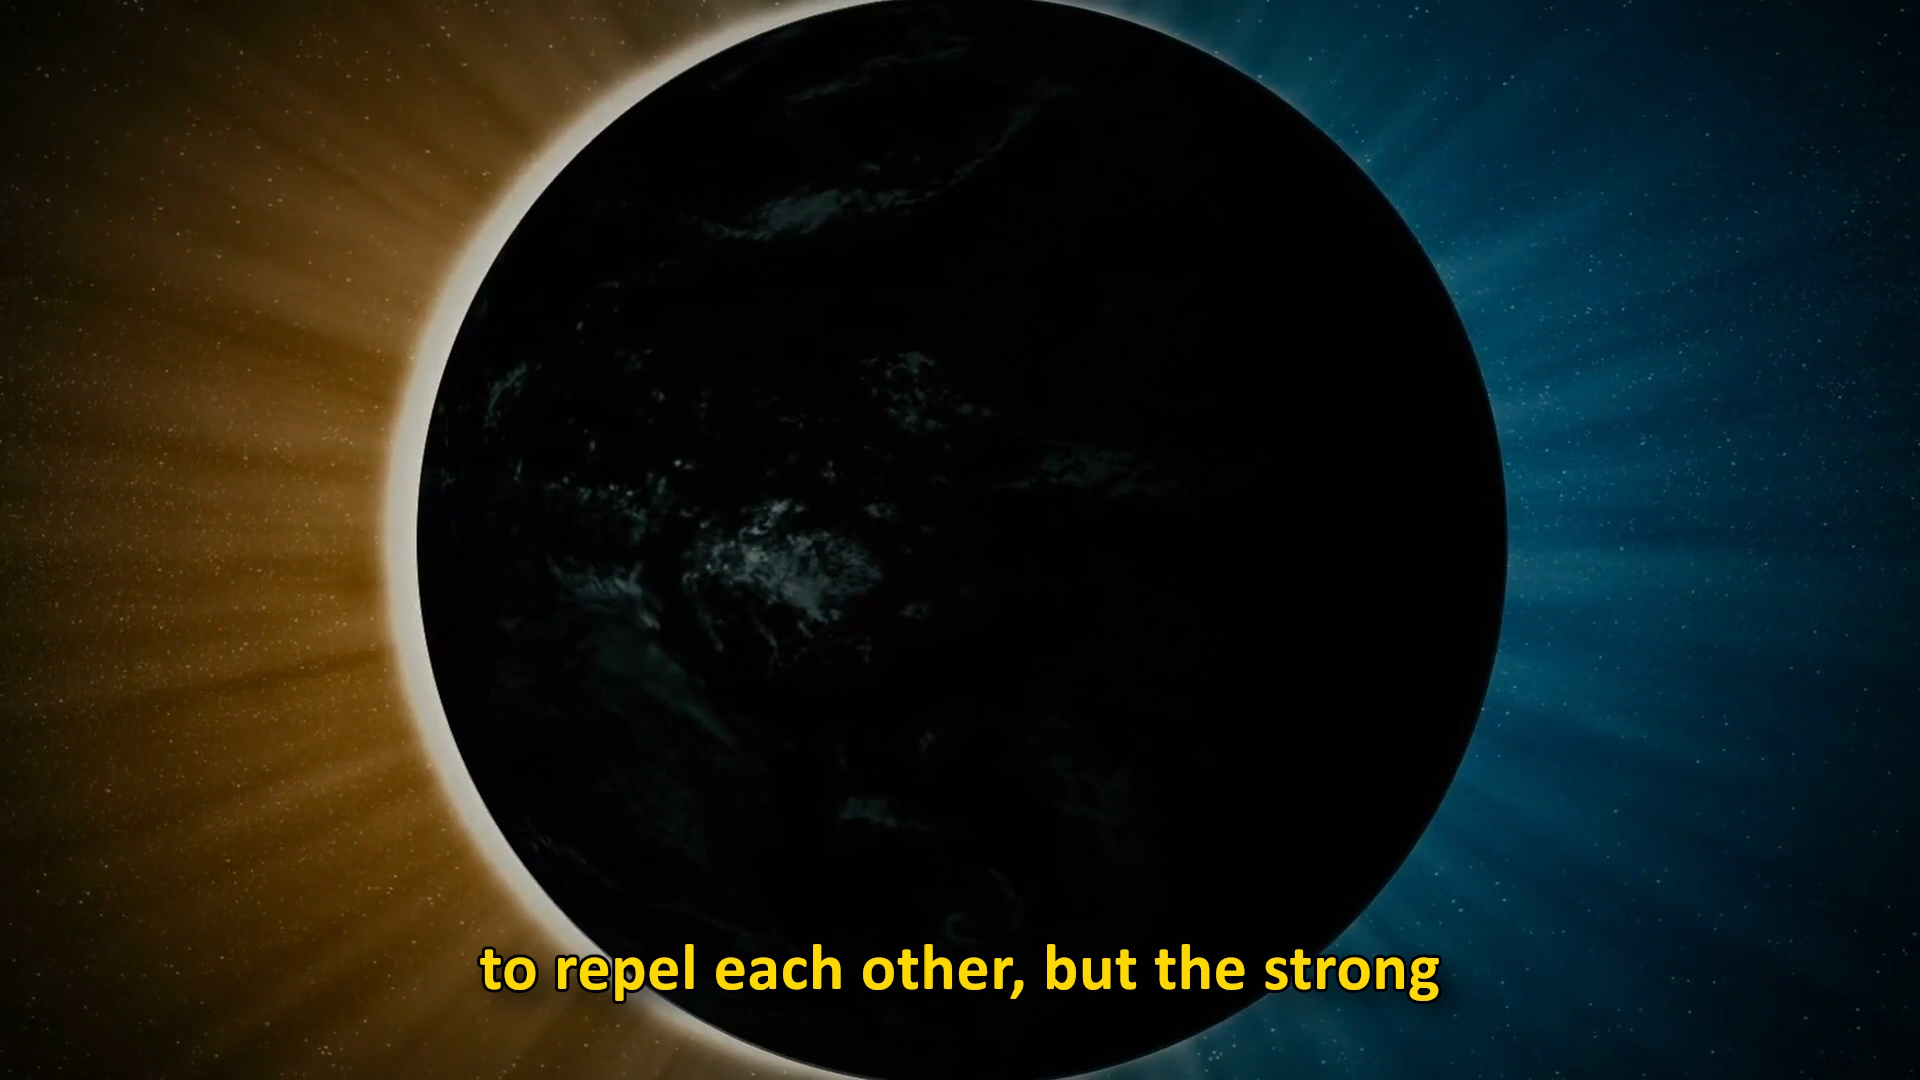 to repel each other, but the strong